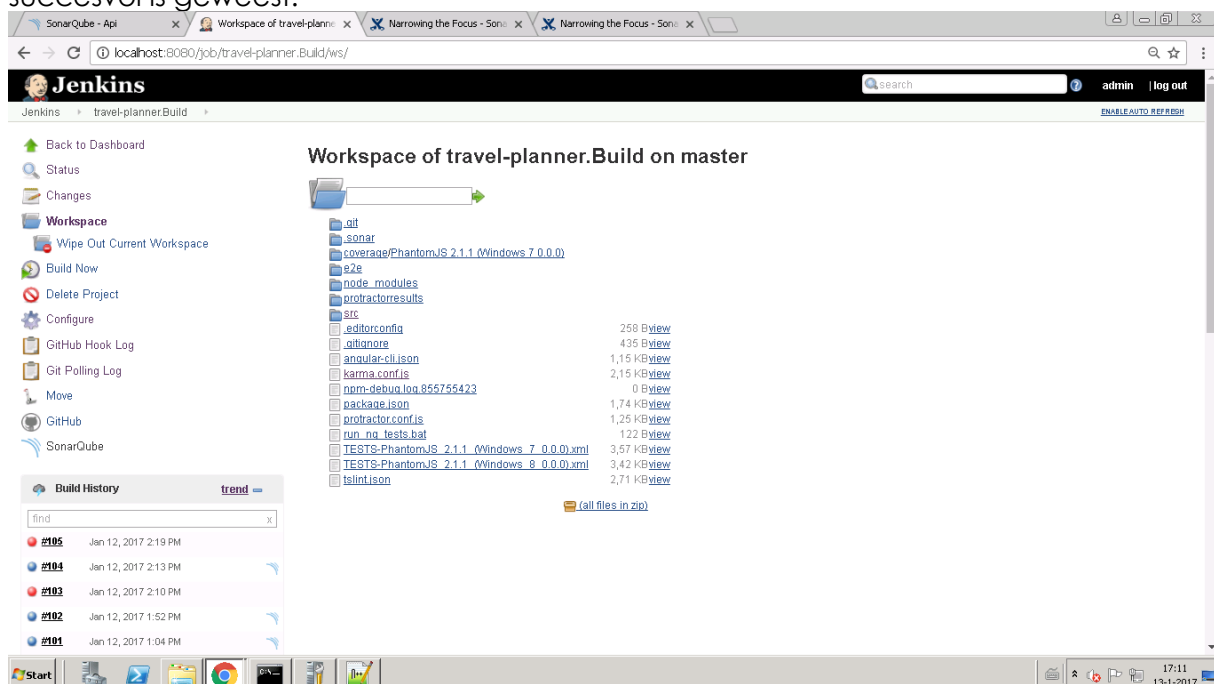 succesvol is geweest.
SonarQube - Api
Workspace of travel-planne
Narrowing the Focus - Sona
Narrowing the Focus - Sona
localhost:8080/job/travel-planner.Build/ws/
Jenkins
search
admin
| log out
Jenkins
travel-planner.Build
ENABLE AUTO REFRESH
Back to Dashboard
Status
Changes
Workspace
Wipe Out Current Workspace
Build Now
Delete Project
Configure
GitHub Hook Log
Git Polling Log
Move
GitHub
SonarQube
Build History
trend
find
x
#105 Jan 12, 2017 2:19 PM
#104 Jan 12, 2017 2:13 PM
#103 Jan 12, 2017 2:10 PM
#102 Jan 12, 2017 1:52 PM
#101 Jan 12, 2017 1:04 PM
Workspace of travel-planner.Build on master
.git
.sonar
coverage/PhantomJS 2.1.1 (Windows 7 0.0.0)
e2e
node_modules
protractorresults
src
.editorconfig 258 B view
.gitignore 435 B view
angular-cli.json 1,15 KB view
karma.conf.js 2,15 KB view
npm-debug.log.855755423 0 B view
package.json 1,74 KB view
protractor.conf.js 1,25 KB view
run_ng_tests.bat 122 B view
TESTS-PhantomJS_2.1.1_(Windows_7_0.0.0).xml 3,57 KB view
TESTS-PhantomJS_2.1.1_(Windows_8_0.0.0).xml 3,42 KB view
tslint.json 2,71 KB view
(all files in zip)
Start
17:11
13-1-2017